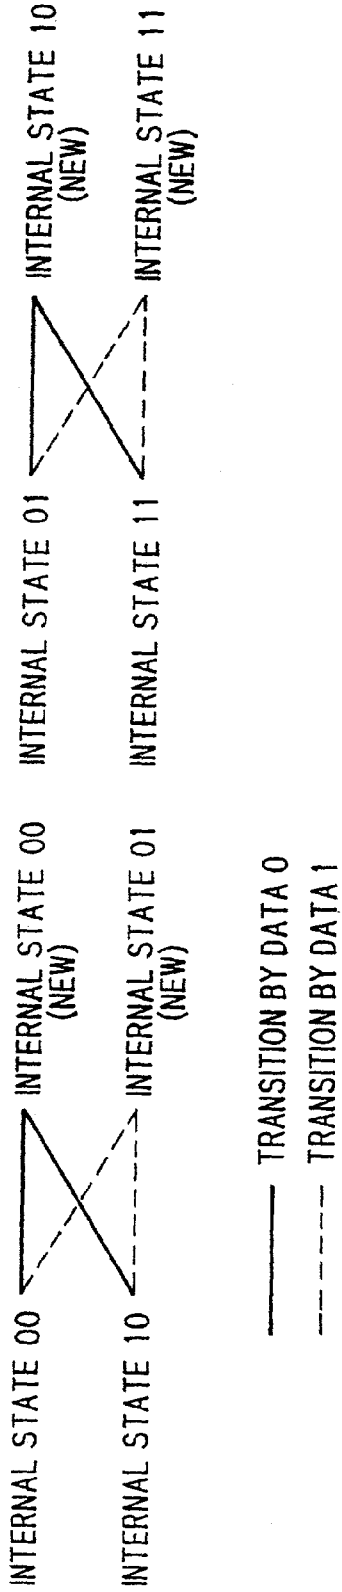 INTERNAL STATE 00
INTERNAL STATE 00
(NEW)
INTERNAL STATE 10
INTERNAL STATE 01
(NEW)
INTERNAL STATE 01
INTERNAL STATE 10
(NEW)
INTERNAL STATE 11
INTERNAL STATE 11
(NEW)
TRANSITION BY DATA 0
TRANSITION BY DATA 1